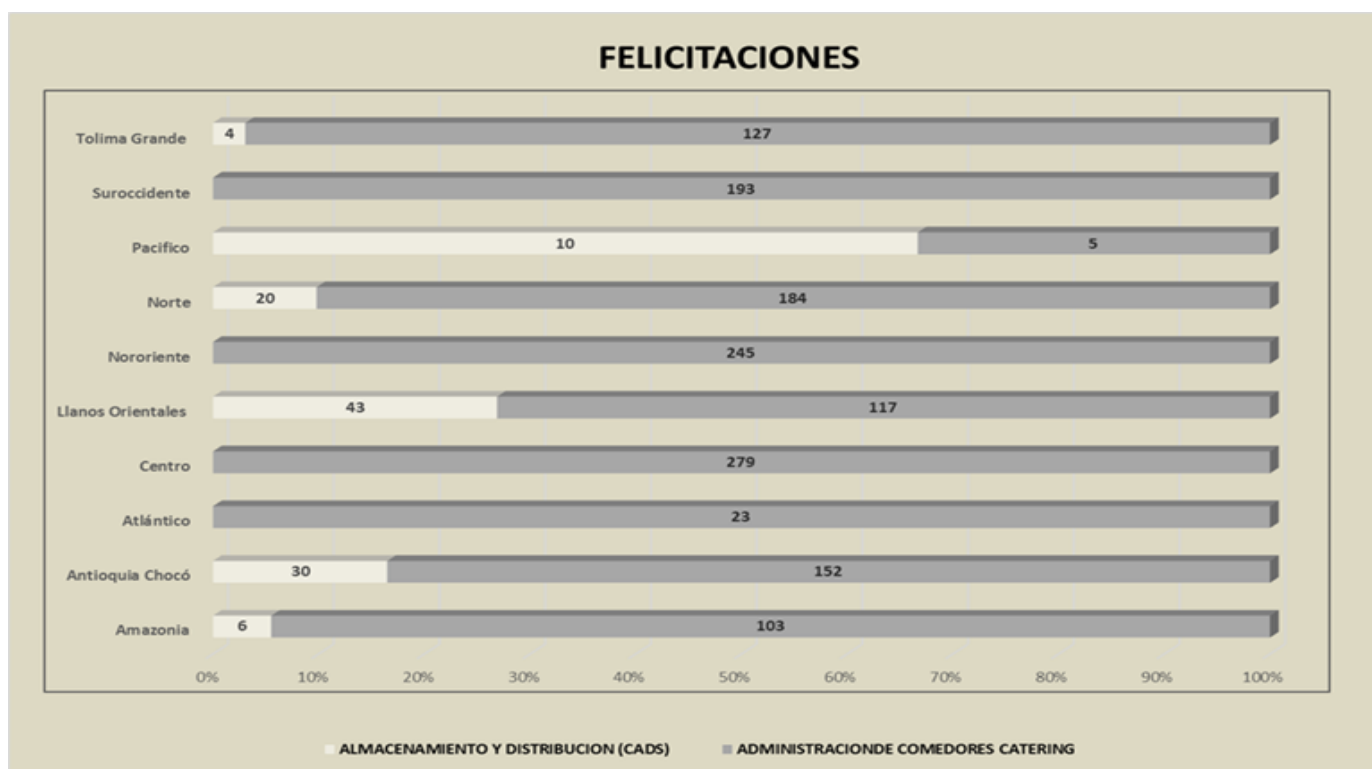 FELICITACIONES
Tolima Grande 4 127
Suroccidente 193
Pacifico 10 5
Norte 20 184
Nororiente 245
Llanos Orientales 43 117
Centro 279
Atlántico 23
Antioquia Chocó 30 152
Amazonia 6 103
0% 10% 20% 30% 40% 50% 60% 70% 80% 90% 100%
ALMACENAMIENTO Y DISTRIBUCION (CADS) ADMINISTRACIONDE COMEDORES CATERING